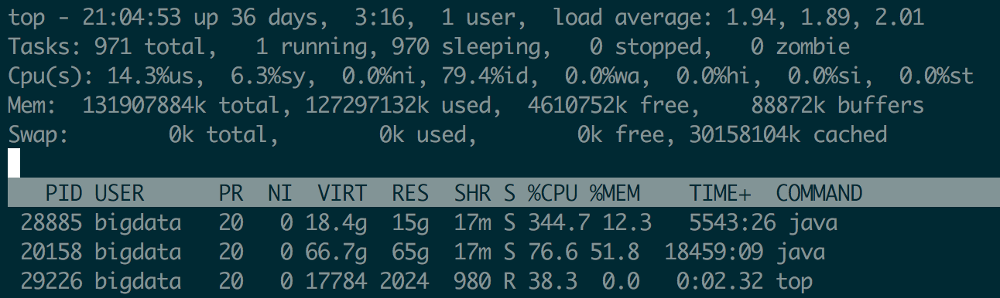 top - 21:04:53 up 36 days,  3:16,  1 user,  load average: 1.94, 1.89, 2.01
Tasks: 971 total,   1 running, 970 sleeping,   0 stopped,   0 zombie
Cpu(s): 14.3%us,  6.3%sy,  0.0%ni, 79.4%id,  0.0%wa,  0.0%hi,  0.0%si,  0.0%st
Mem:  131907884k total, 127297132k used,  4610752k free,    88872k buffers
Swap:        0k total,        0k used,        0k free, 30158104k cached
PID USER      PR  NI  VIRT  RES  SHR S %CPU %MEM    TIME+  COMMAND
28885 bigdata   20   0 18.4g  15g  17m S 344.7 12.3   5543:26 java
20158 bigdata   20   0 66.7g  65g  17m S 76.6 51.8  18459:09 java
29226 bigdata   20   0 17784 2024  980 R 38.3  0.0   0:02.32 top